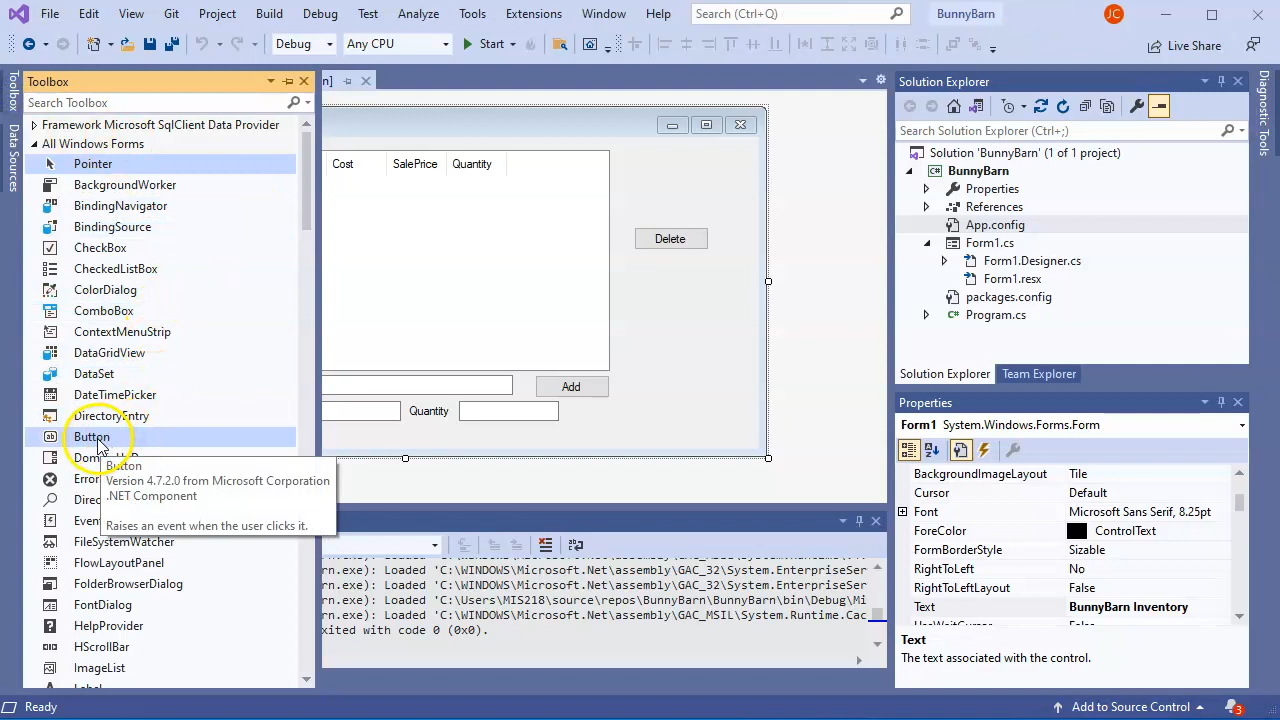 File Edit View Git Project Build Debug Test Analyze Tools Extensions Window Help Search (Ctrl+Q) BunnyBarn JC
Debug Any CPU Start Live Share
Toolbox
Data Sources
Toolbox
Search Toolbox
Framework Microsoft SqlClient Data Provider
All Windows Forms
Pointer
BackgroundWorker
BindingNavigator
BindingSource
CheckBox
CheckedListBox
ColorDialog
ComboBox
ContextMenuStrip
DataGridView
DataSet
DateTimePicker
DirectoryEntry
Button
Button
Version 4.7.2.0 from Microsoft Corporation
.NET Component
Raises an event when the user clicks it.
FileSystemWatcher
FlowLayoutPanel
FolderBrowserDialog
FontDialog
HelpProvider
HScrollBar
ImageList
Label
Cost SalePrice Quantity
Delete
Add
Quantity
rn.exe): Loaded 'C:\WINDOWS\Microsoft.Net\assembly\GAC_32\System.EnterpriseSer
rn.exe): Loaded 'C:\WINDOWS\Microsoft.Net\assembly\GAC_32\System.EnterpriseSer
rn.exe): Loaded 'C:\Users\MIS218\source\repos\BunnyBarn\BunnyBarn\bin\Debug\Mi
rn.exe): Loaded 'C:\WINDOWS\Microsoft.Net\assembly\GAC_MSIL\System.Runtime.Cac
xited with code 0 (0x0).
Solution Explorer
Search Solution Explorer (Ctrl+;)
Solution 'BunnyBarn' (1 of 1 project)
BunnyBarn
Properties
References
App.config
Form1.cs
Form1.Designer.cs
Form1.resx
packages.config
Program.cs
Solution Explorer Team Explorer
Properties
Form1 System.Windows.Forms.Form
BackgroundImageLayout Tile
Cursor Default
Font Microsoft Sans Serif, 8.25pt
ForeColor ControlText
FormBorderStyle Sizable
RightToLeft No
RightToLeftLayout False
Text BunnyBarn Inventory
UseWaitCursor False
Text
The text associated with the control.
Diagnostic Tools
Ready Add to Source Control 3